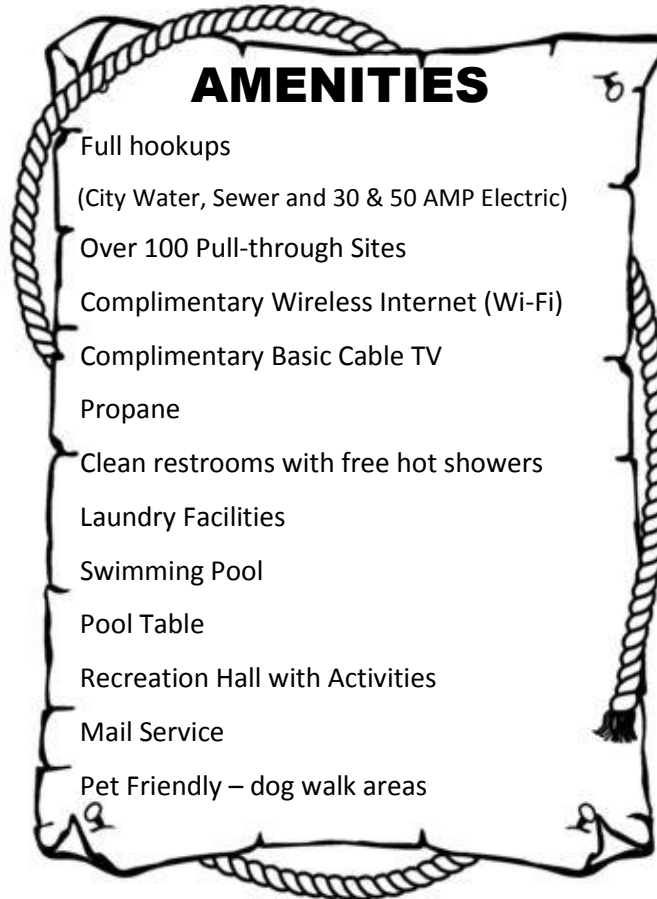 AMENITIES
Full hookups
(City Water, Sewer and 30 & 50 AMP Electric)
Over 100 Pull-through Sites
Complimentary Wireless Internet (Wi-Fi)
Complimentary Basic Cable TV
Propane
Clean restrooms with free hot showers
Laundry Facilities
Swimming Pool
Pool Table
Recreation Hall with Activities
Mail Service
Pet Friendly – dog walk areas